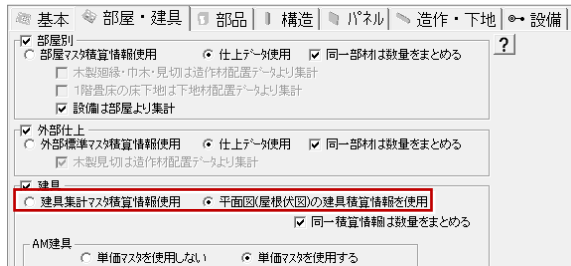 基本 部屋・建具 部品 構造 ﾊﾟﾈﾙ 造作・下地 設備
部屋別
部屋ﾏｽﾀ積算情報使用 仕上ﾃﾞｰﾀ使用 同一部材は数量をまとめる
木製廻縁・巾木・見切は造作材配置ﾃﾞｰﾀより集計
1階畳床の床下地は下地材配置ﾃﾞｰﾀより集計
設備は部屋より集計
外部仕上
外部標準ﾏｽﾀ積算情報使用 仕上ﾃﾞｰﾀ使用 同一部材は数量をまとめる
木製見切は造作材配置ﾃﾞｰﾀより集計
建具
建具集計ﾏｽﾀ積算情報使用 平面図(屋根伏図)の建具積算情報を使用
同一積算情報は数量をまとめる
AM建具
単価ﾏｽﾀを使用しない 単価ﾏｽﾀを使用する
?